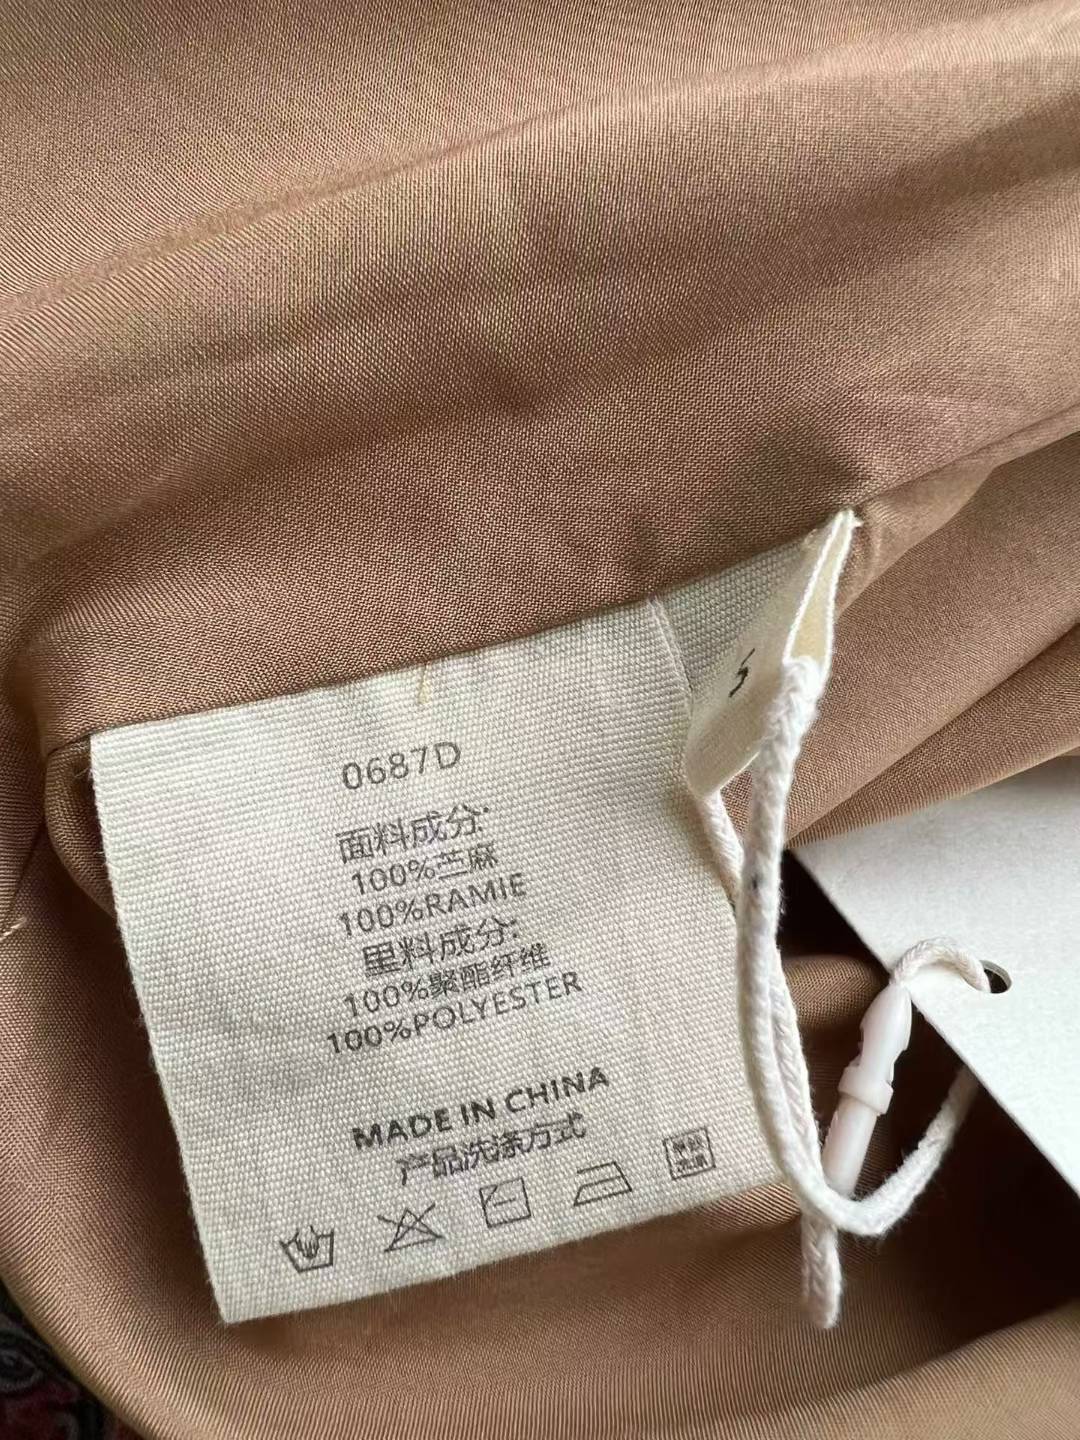 0687D
面料成分:
100%苎麻
100%RAMIE
里料成分:
100%聚酯纤维
100%POLYESTER
MADE IN CHINA
产品洗涤方式